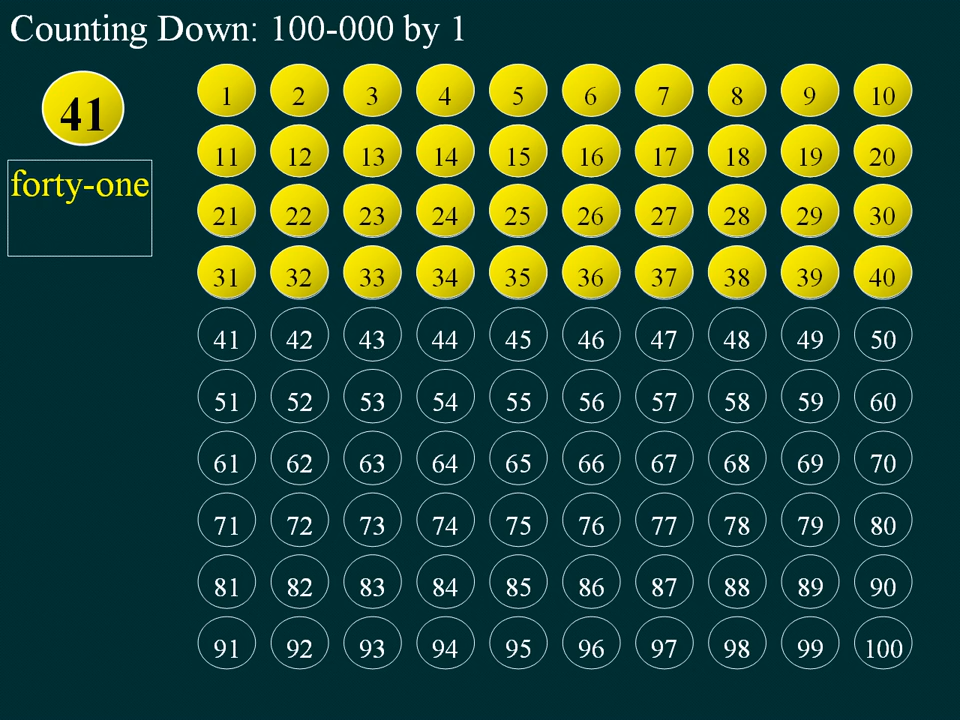 Counting Down: 100-000 by 1
41
forty-one
1 2 3 4 5 6 7 8 9 10
11 12 13 14 15 16 17 18 19 20
21 22 23 24 25 26 27 28 29 30
31 32 33 34 35 36 37 38 39 40
41 42 43 44 45 46 47 48 49 50
51 52 53 54 55 56 57 58 59 60
61 62 63 64 65 66 67 68 69 70
71 72 73 74 75 76 77 78 79 80
81 82 83 84 85 86 87 88 89 90
91 92 93 94 95 96 97 98 99 100